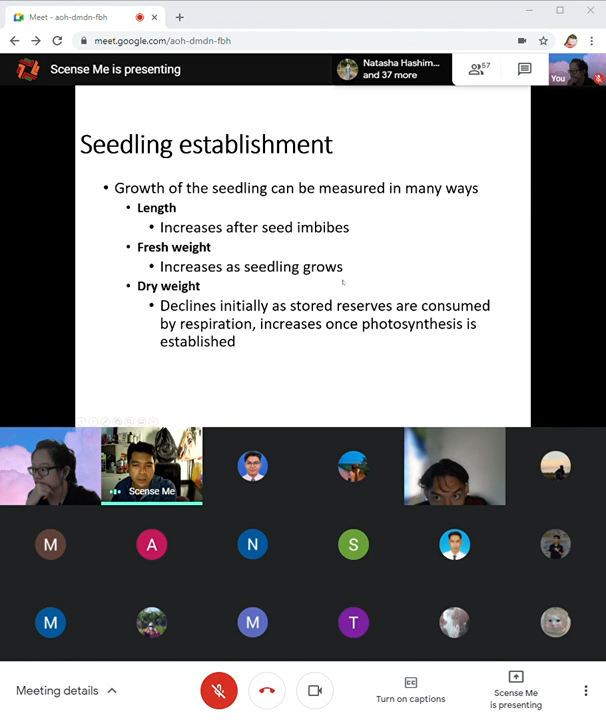 Meet - aoh-dmdn-fbh
meet.google.com/aoh-dmdn-fbh
Scense Me is presenting
Natasha Hashim...
and 37 more
57
You
Seedling establishment
• Growth of the seedling can be measured in many ways
• Length
• Increases after seed imbibes
• Fresh weight
• Increases as seedling grows
• Dry weight
• Declines initially as stored reserves are consumed
by respiration, increases once photosynthesis is
established
Scense Me
M
A
N
S
M
M
T
Meeting details
CC
Turn on captions
Scense Me
is presenting